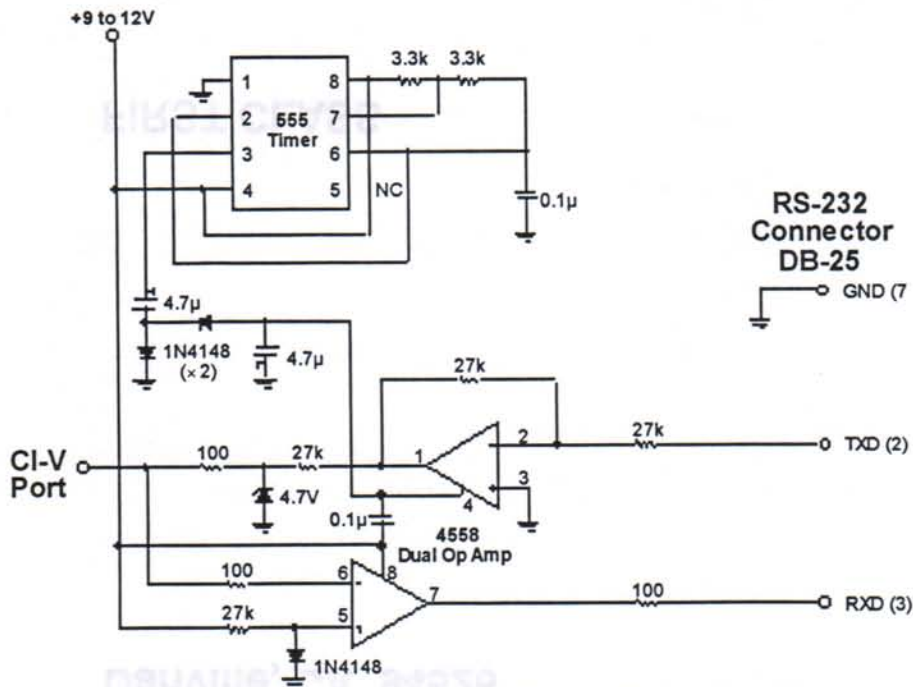 +9 to 12V
3.3k 3.3k
1 8
2 555 7
Timer
3 6
4 5
NC
0.1µ
FIRST CLASS
RS-232
Connector
DB-25
GND (7
4.7µ
1N4148
(×2)
4.7µ
27k
CI-V
Port
100
27k
1
2
3
4
27k
TXD (2)
4.7V
0.1µ
4558
Dual Op Amp
100
6
8
7
100
RXD (3)
27k
5
1N4148